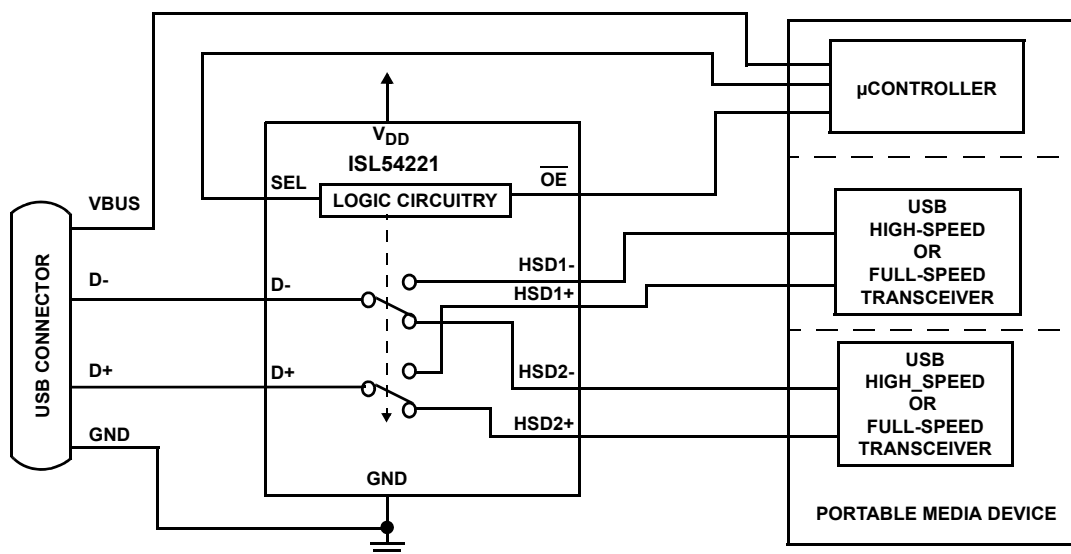 µCONTROLLER
VDD
ISL54221
SEL
OE
LOGIC CIRCUITRY
VBUS
USB
HIGH-SPEED
OR
FULL-SPEED
TRANSCEIVER
HSD1-
D-
D-
HSD1+
USB CONNECTOR
USB
HIGH_SPEED
OR
FULL-SPEED
TRANSCEIVER
D+
D+
HSD2-
HSD2+
GND
GND
PORTABLE MEDIA DEVICE